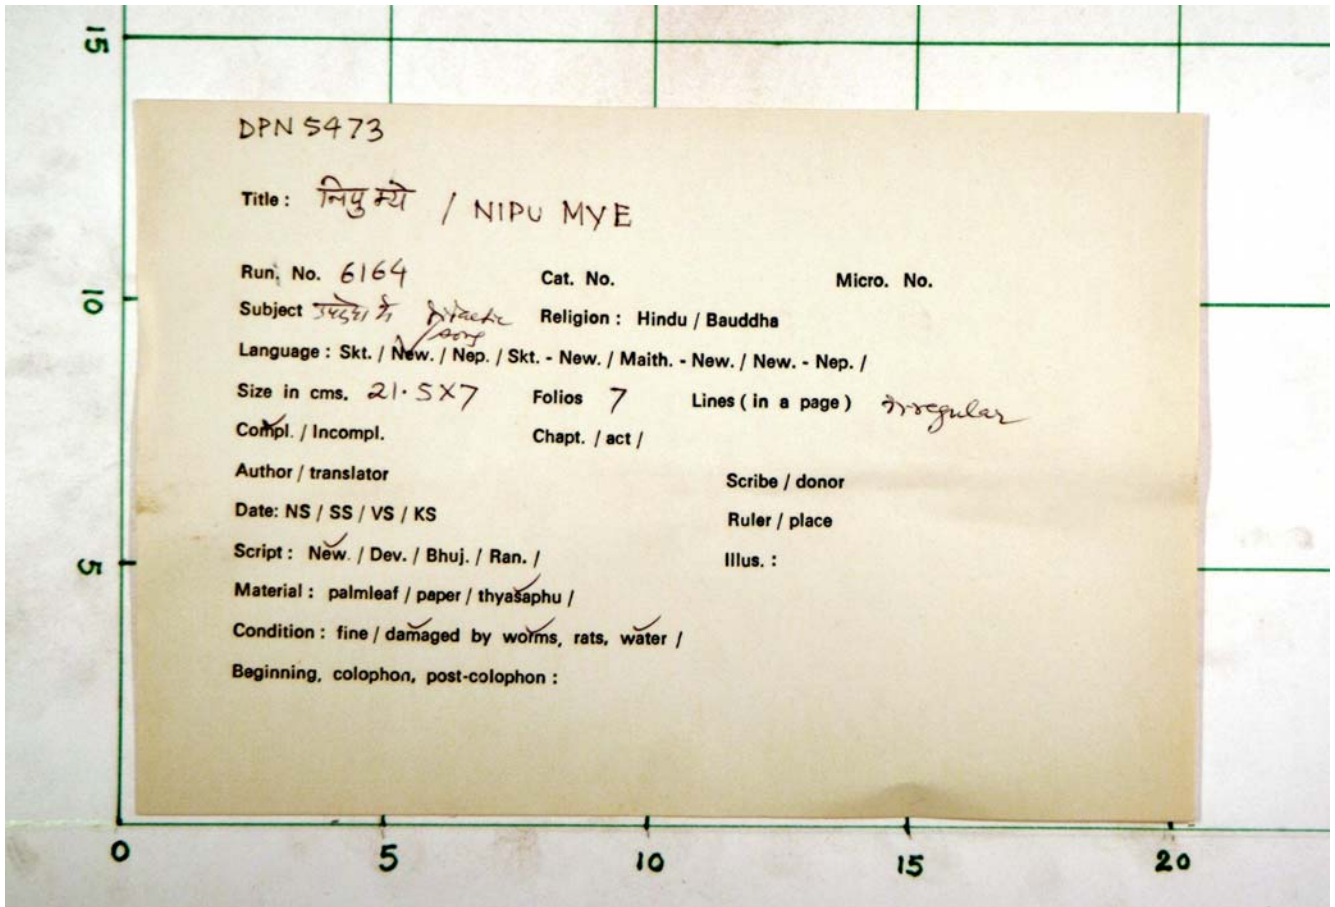 15
DPN 5473
Title : निपु म्ये / NIPU MYE
Run. No. 6164 Cat. No. Micro. No.
10
Subject उपदेश मे didactic song Religion : Hindu / Bauddha
Language : Skt. / New. / Nep. / Skt. - New. / Maith. - New. / New. - Nep. /
Size in cms. 21.5X7 Folios 7 Lines ( in a page ) irregular
Compl. / Incompl. Chapt. / act /
Author / translator Scribe / donor
Date: NS / SS / VS / KS Ruler / place
5
Script : New. / Dev. / Bhuj. / Ran. / Illus. :
Material : palmleaf / paper / thyasaphu /
Condition : fine / damaged by worms, rats, water /
Beginning, colophon, post-colophon :
0 5 10 15 20